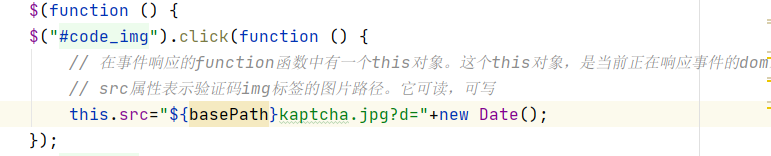 $(function () {
$("#code_img").click(function () {
// 在事件响应的function函数中有一个this对象。这个this对象，是当前正在响应事件的dom
// src属性表示验证码img标签的图片路径。它可读，可写
this.src="${basePath}kaptcha.jpg?d="+new Date();
});